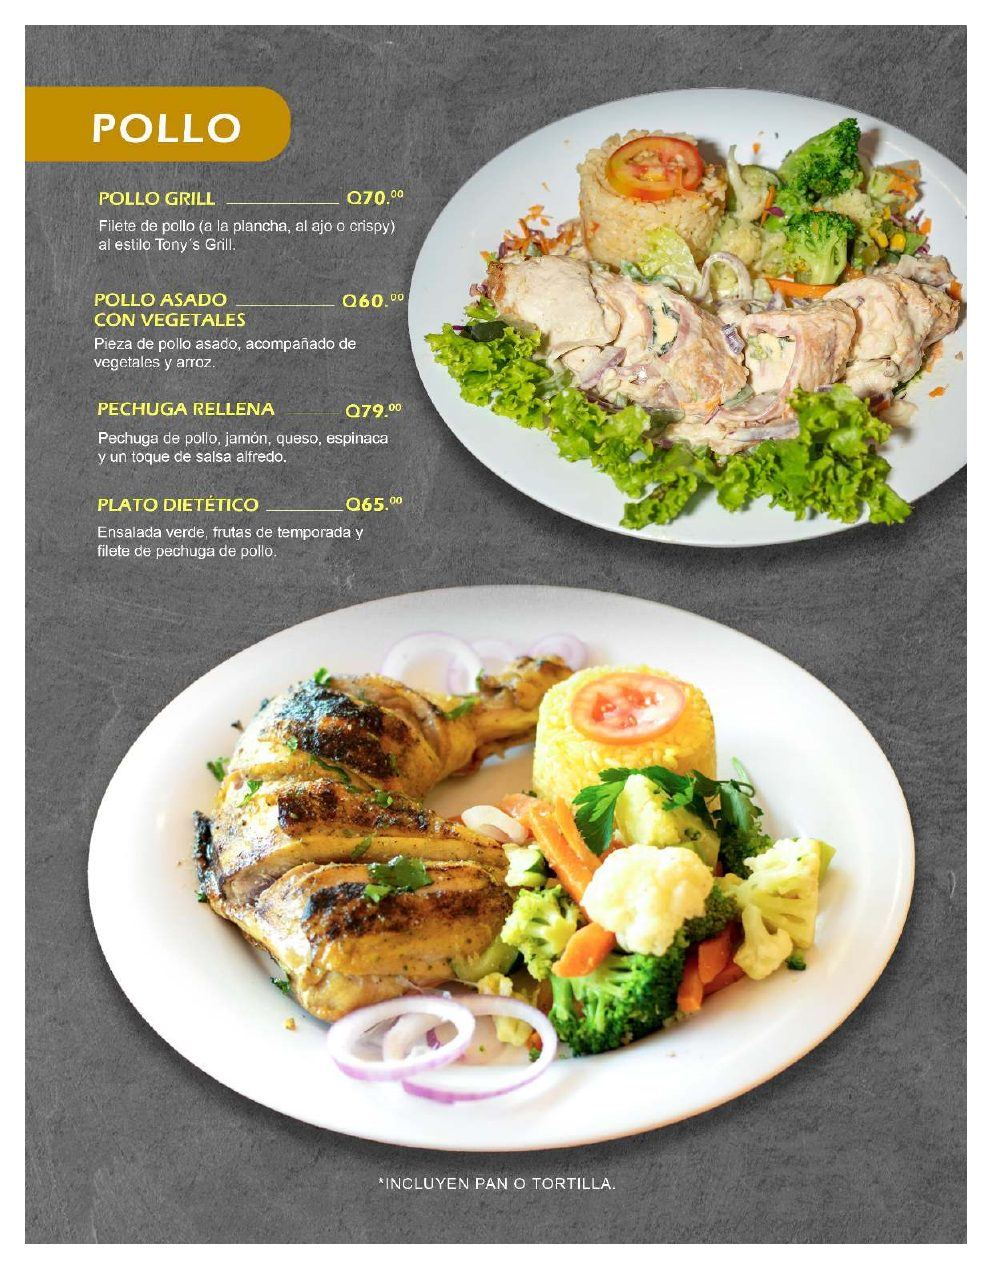 POLLO
POLLO GRILL Q70.00
Filete de pollo (a la plancha, al ajo o crispy)
al estilo Tony´s Grill.
POLLO ASADO Q60.00
CON VEGETALES
Pieza de pollo asado, acompañado de
vegetales y arroz.
PECHUGA RELLENA Q79.00
Pechuga de pollo, jamón, queso, espinaca
y un toque de salsa alfredo.
PLATO DIETÉTICO Q65.00
Ensalada verde, frutas de temporada y
filete de pechuga de pollo.
*INCLUYEN PAN O TORTILLA.